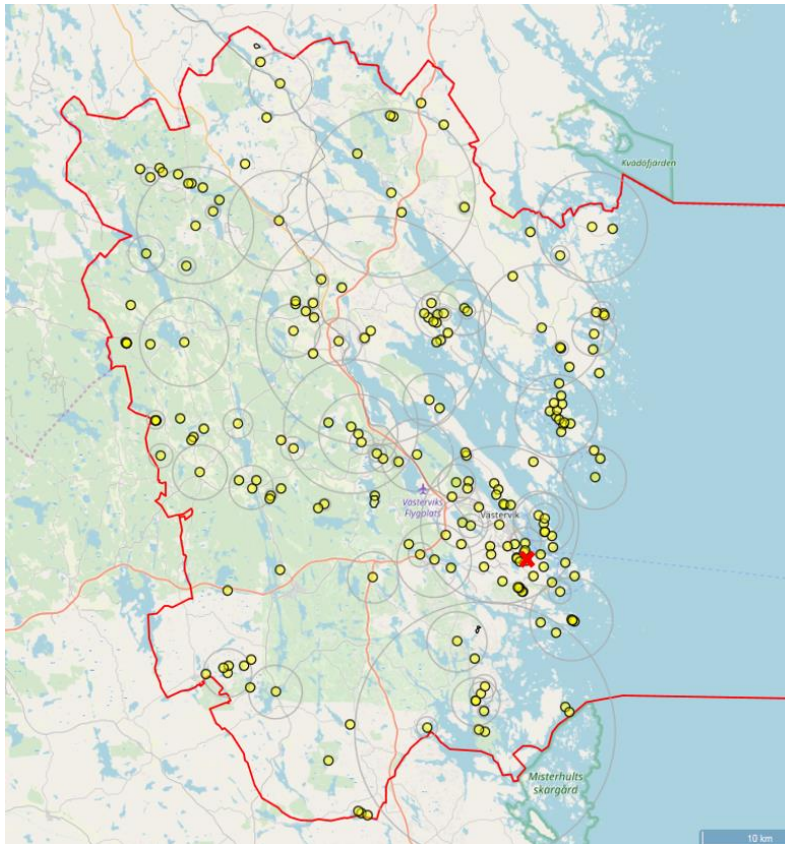 Kvädöfjärden
Västerviks
Flygplats
Västervik
Misterhults
skärgård
10 km